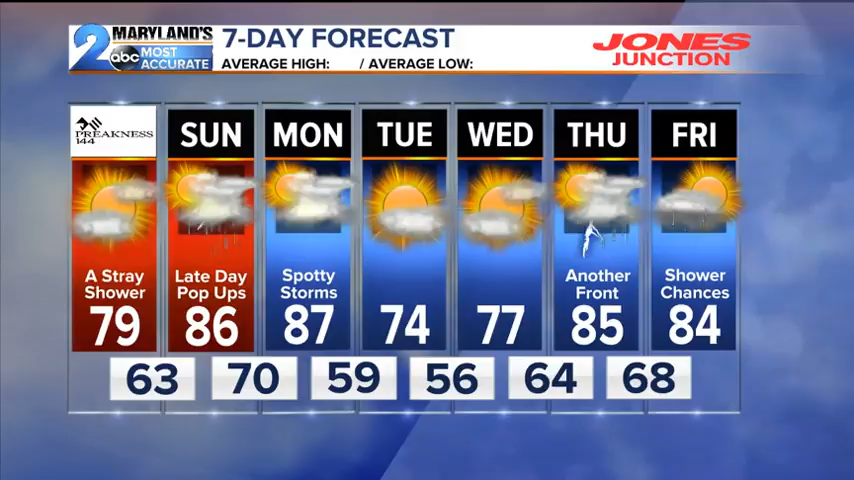 2 MARYLAND'S
abc MOST
ACCURATE
7-DAY FORECAST
AVERAGE HIGH: / AVERAGE LOW:
JONES
JUNCTION
PREAKNESS
144
SUN MON TUE WED THU FRI
A Stray
Shower
Late Day
Pop Ups
Spotty
Storms
Another
Front
Shower
Chances
79 86 87 74 77 85 84
63 70 59 56 64 68